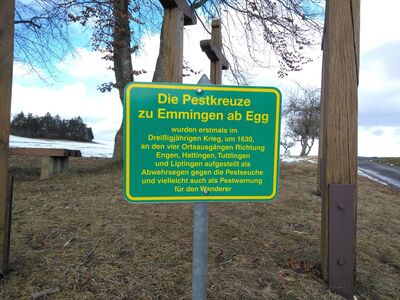 Die Pestkreuze
zu Emmingen ab Egg
wurden erstmals im
Dreißigjährigen Krieg, um 1630,
an den vier Ortsausgängen Richtung
Engen, Hattingen, Tuttlingen
und Liptingen aufgestellt als
Abwehrsegen gegen die Pestseuche
und vielleicht auch als Pestwarnung
für den Wanderer